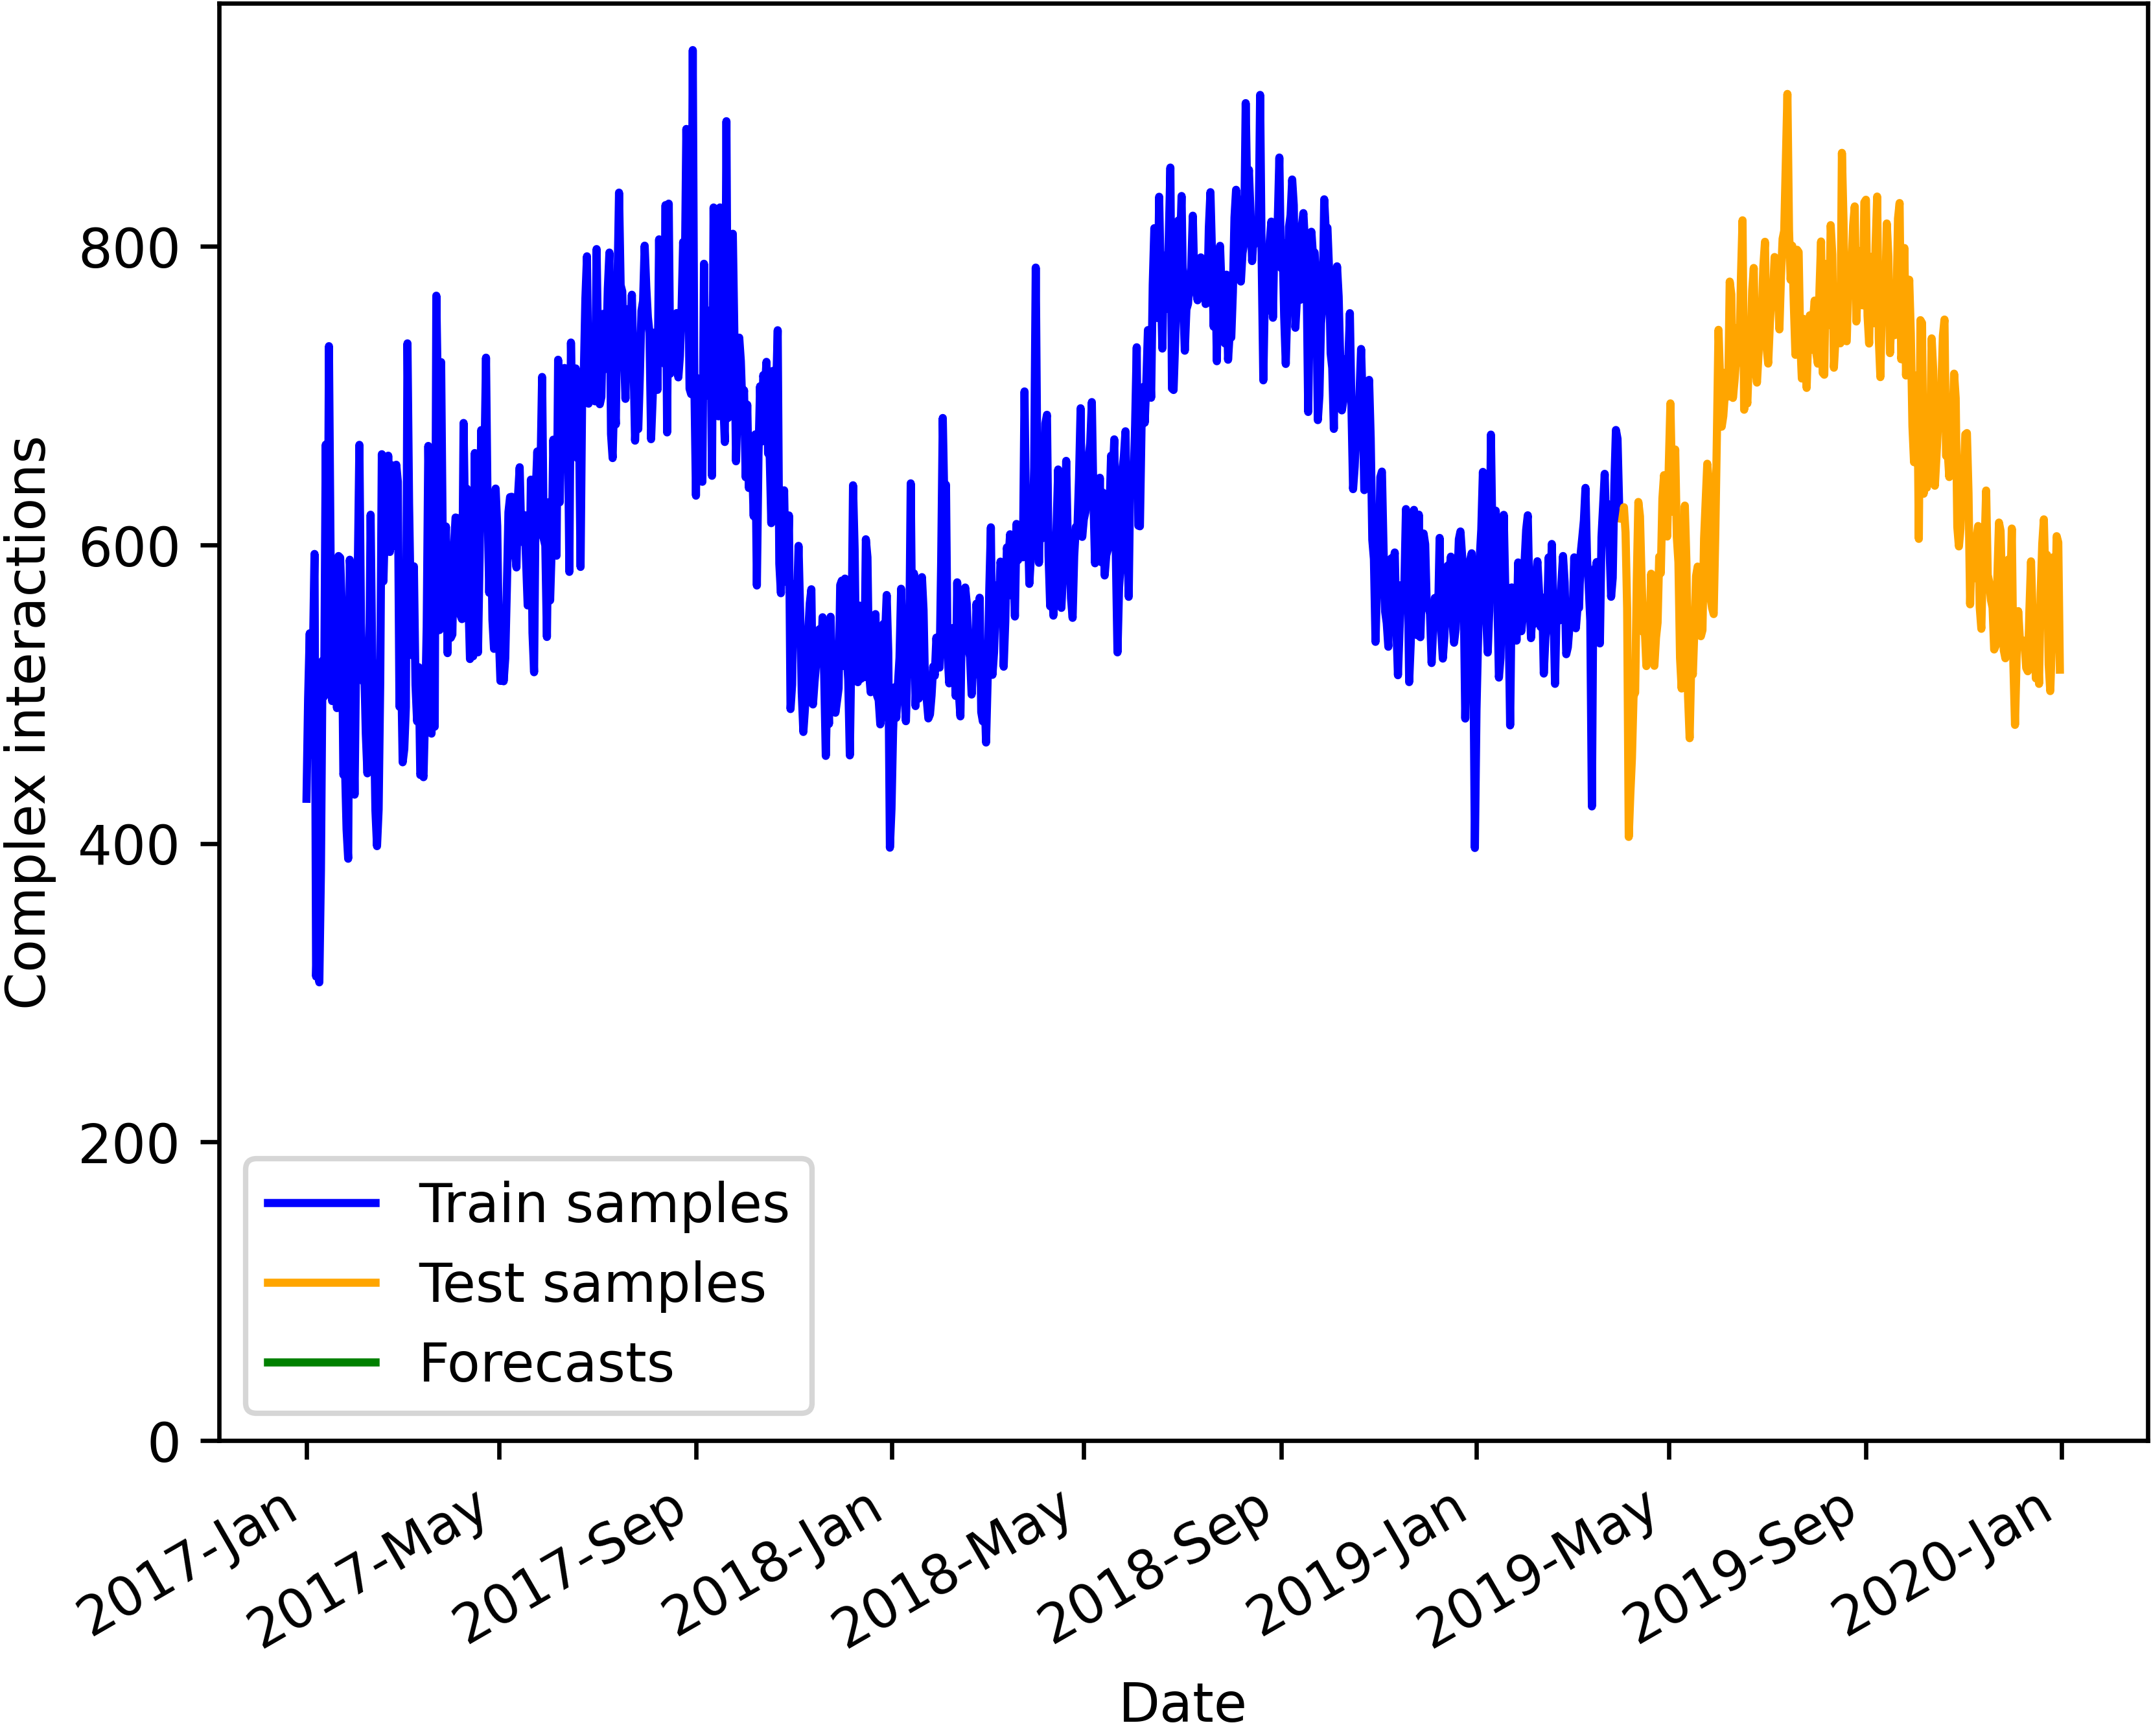 Complex interactions
800
600
400
200
0
Train samples
Test samples
Forecasts
2017-Jan
2017-May
2017-Sep
2018-Jan
2018-May
2018-Sep
2019-Jan
2019-May
2019-Sep
2020-Jan
Date